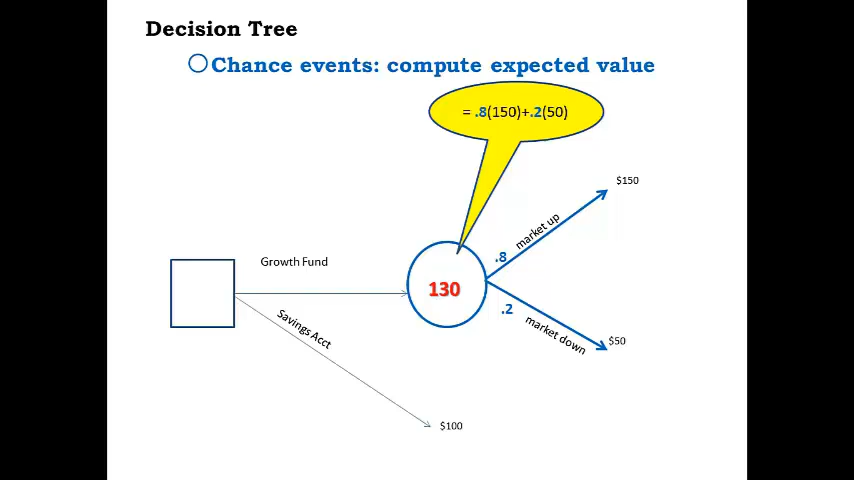 Decision Tree
Chance events: compute expected value
= .8(150)+.2(50)
$150
market up
.8
Growth Fund
130
.2
market down
$50
Savings Acct
$100